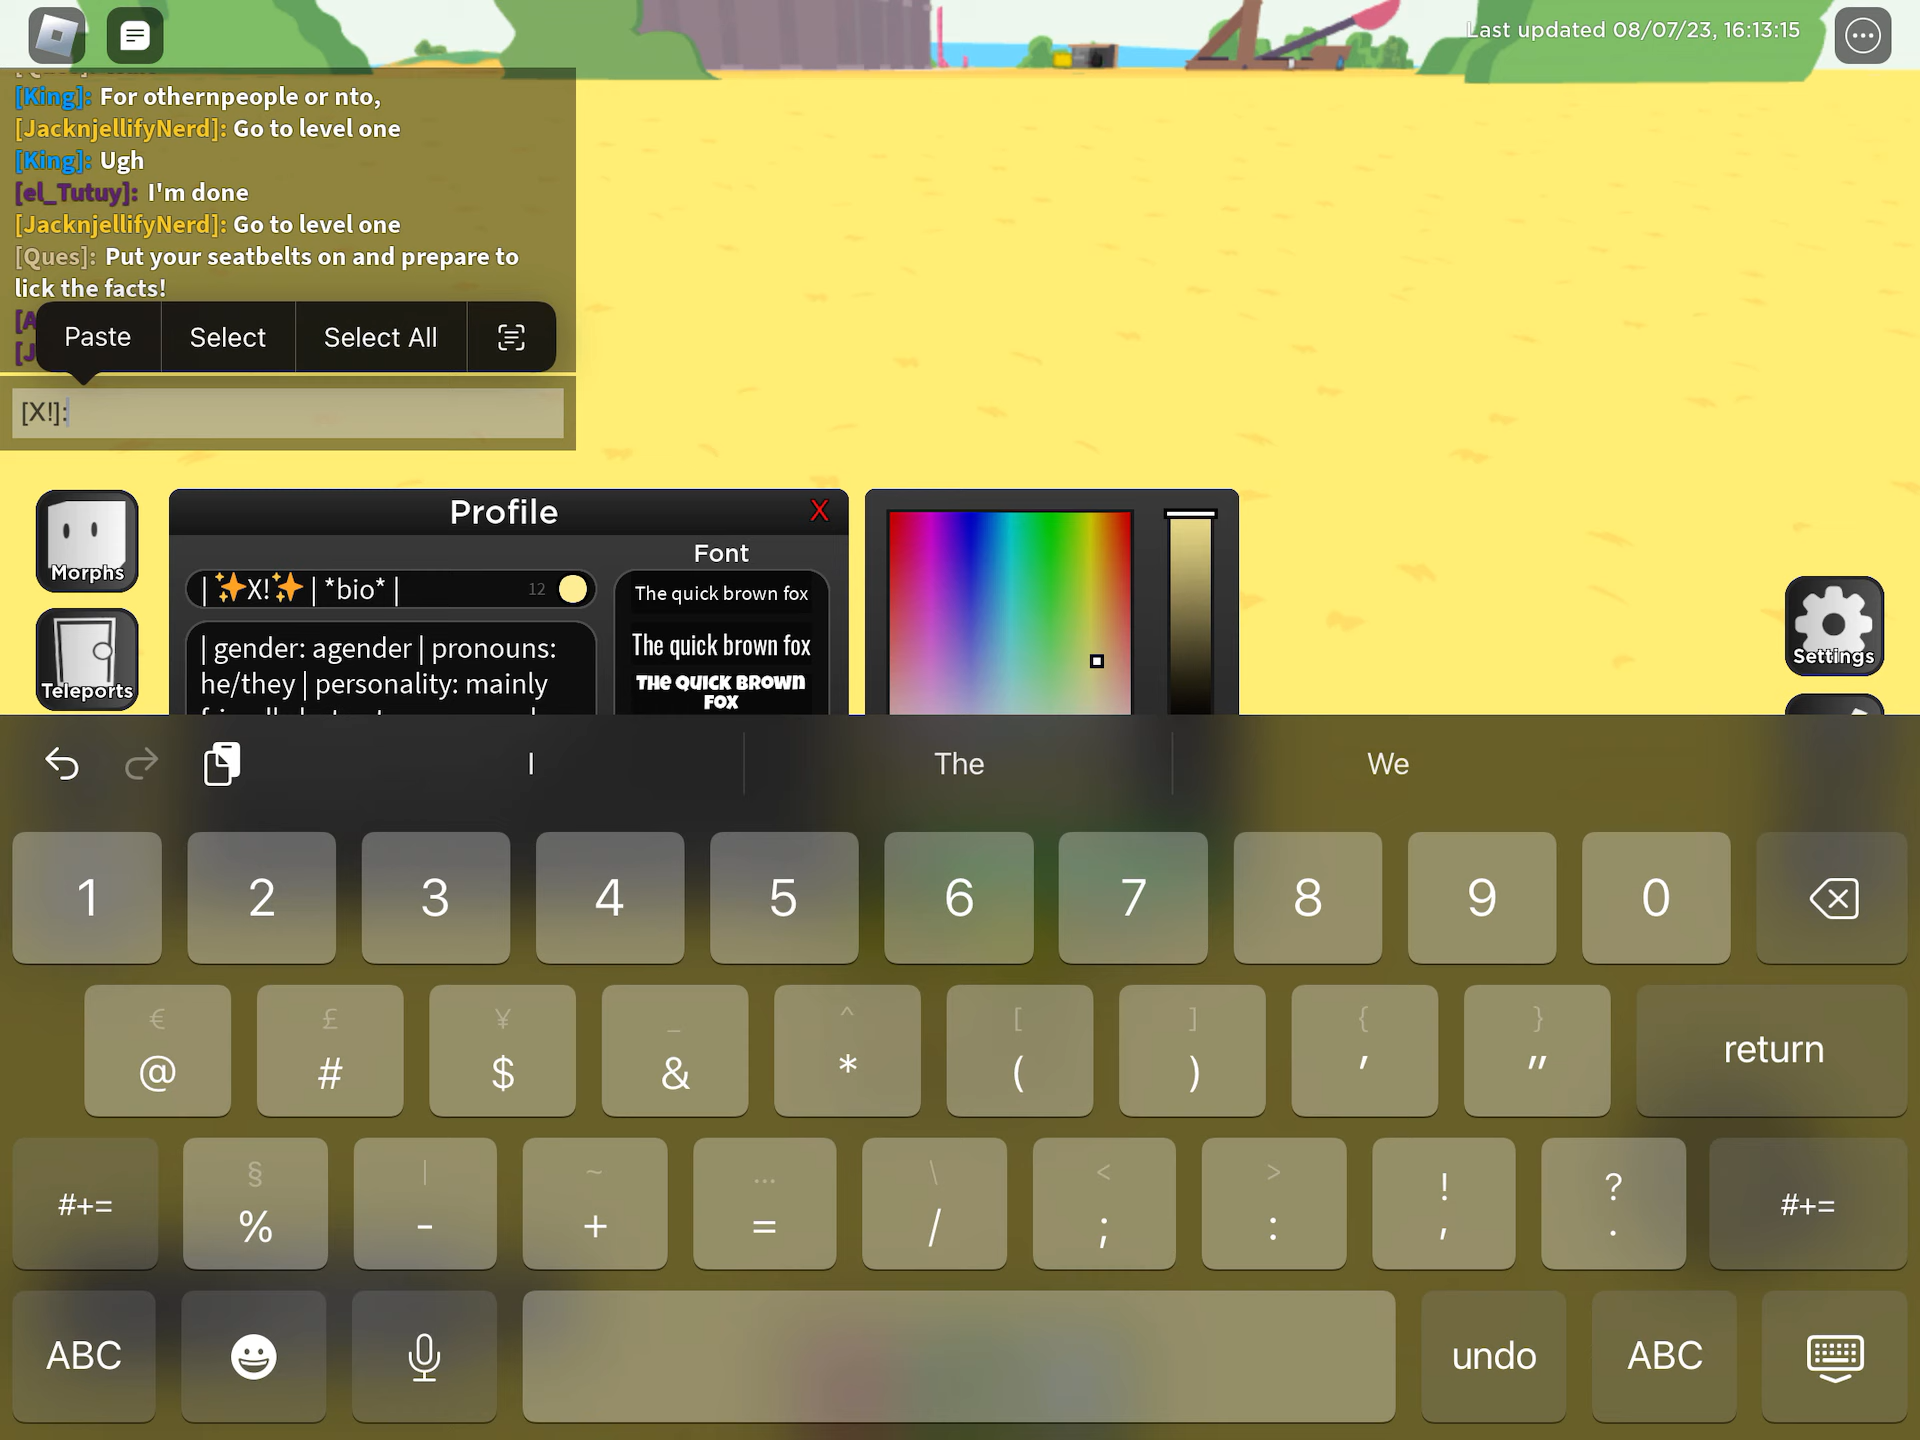 Last updated 08/07/23, 16:13:15
[King]: For othernpeople or nto,
[JacknjellifyNerd]: Go to level one
[King]: Ugh
[el_Tutuy]: I'm done
[JacknjellifyNerd]: Go to level one
[Ques]: Put your seatbelts on and prepare to
lick the facts!
Paste Select Select All
[X!]:
Morphs
Teleports
Profile X
Font
| ✨X!✨ | *bio* | 12
| gender: agender | pronouns:
he/they | personality: mainly
The quick brown fox
The quick brown fox
The quick brown
fox
Settings
I The We
1 2 3 4 5 6 7 8 9 0
€ £ ¥ _ ^ [ ] { }
@ # $ & * ( ) ' " return
§ | ~ … \ < > ! ?
#+= % - + = / ; : , . #+=
ABC undo ABC